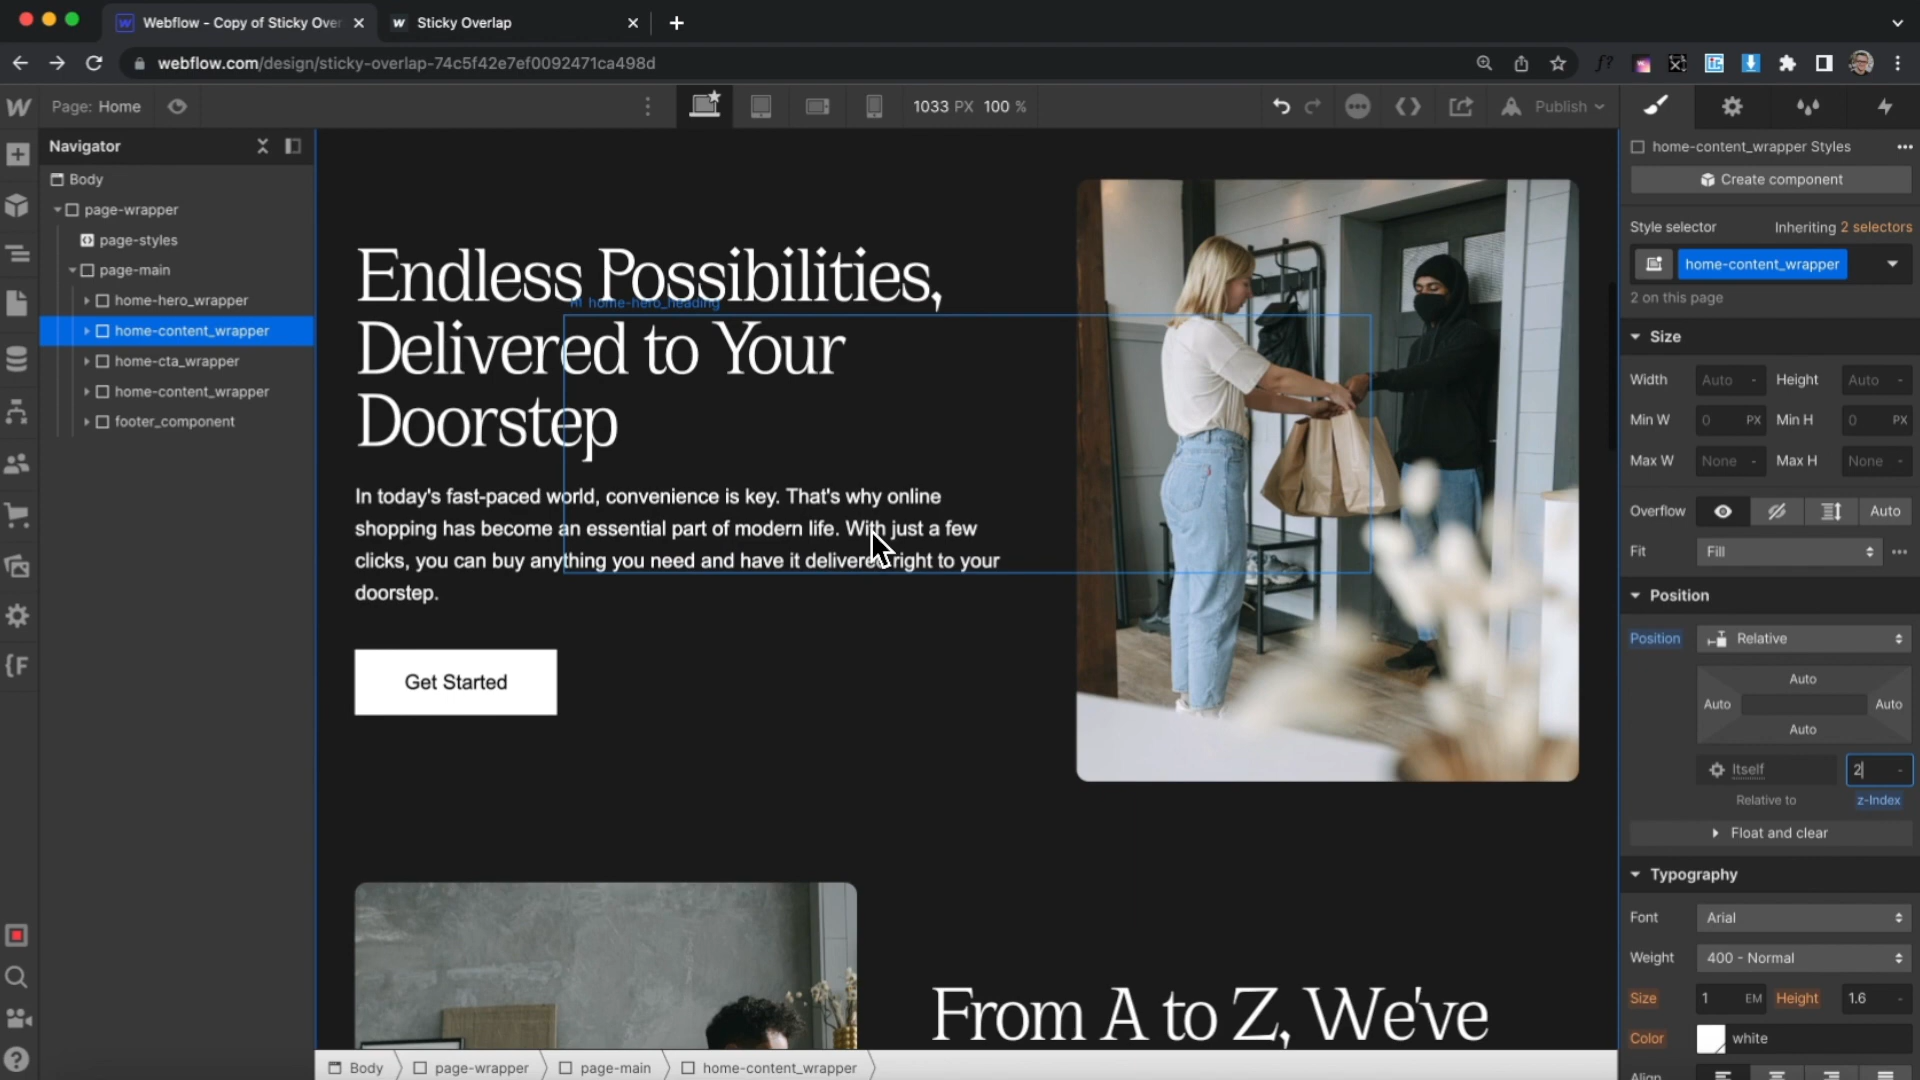 Webflow - Copy of Sticky Over
Sticky Overlap
webflow.com/design/sticky-overlap-74c5f42e7ef0092471ca498d
Page: Home
1033 PX 100 %
Publish
Navigator
Body
page-wrapper
page-styles
page-main
home-hero_wrapper
home-content_wrapper
home-cta_wrapper
home-content_wrapper
footer_component
Endless Possibilities,
home-hero_heading
Delivered to Your
Doorstep
In today's fast-paced world, convenience is key. That's why online
shopping has become an essential part of modern life. With just a few
clicks, you can buy anything you need and have it delivered right to your
doorstep.
Get Started
From A to Z, We've
Body
page-wrapper
page-main
home-content_wrapper
home-content_wrapper Styles
Create component
Style selector
Inheriting 2 selectors
home-content_wrapper
2 on this page
Size
Width Auto - Height Auto -
Min W 0 PX Min H 0 PX
Max W None - Max H None -
Overflow Auto
Fit Fill
Position
Position Relative
Auto
Auto Auto
Auto
Itself 2 -
Relative to z-Index
Float and clear
Typography
Font Arial
Weight 400 - Normal
Size 1 EM Height 1.6 -
Color white
Align